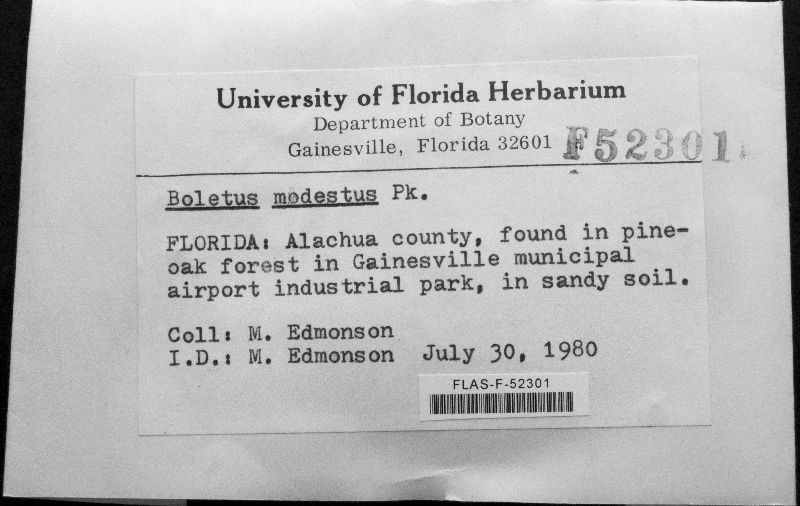 University of Florida Herbarium
Department of Botany
Gainesville, Florida 32601 F52301
Boletus modestus Pk.
FLORIDA: Alachua county, found in pine-
oak forest in Gainesville municipal
airport industrial park, in sandy soil.
Coll: M. Edmonson
I.D.: M. Edmonson July 30, 1980
FLAS-F-52301